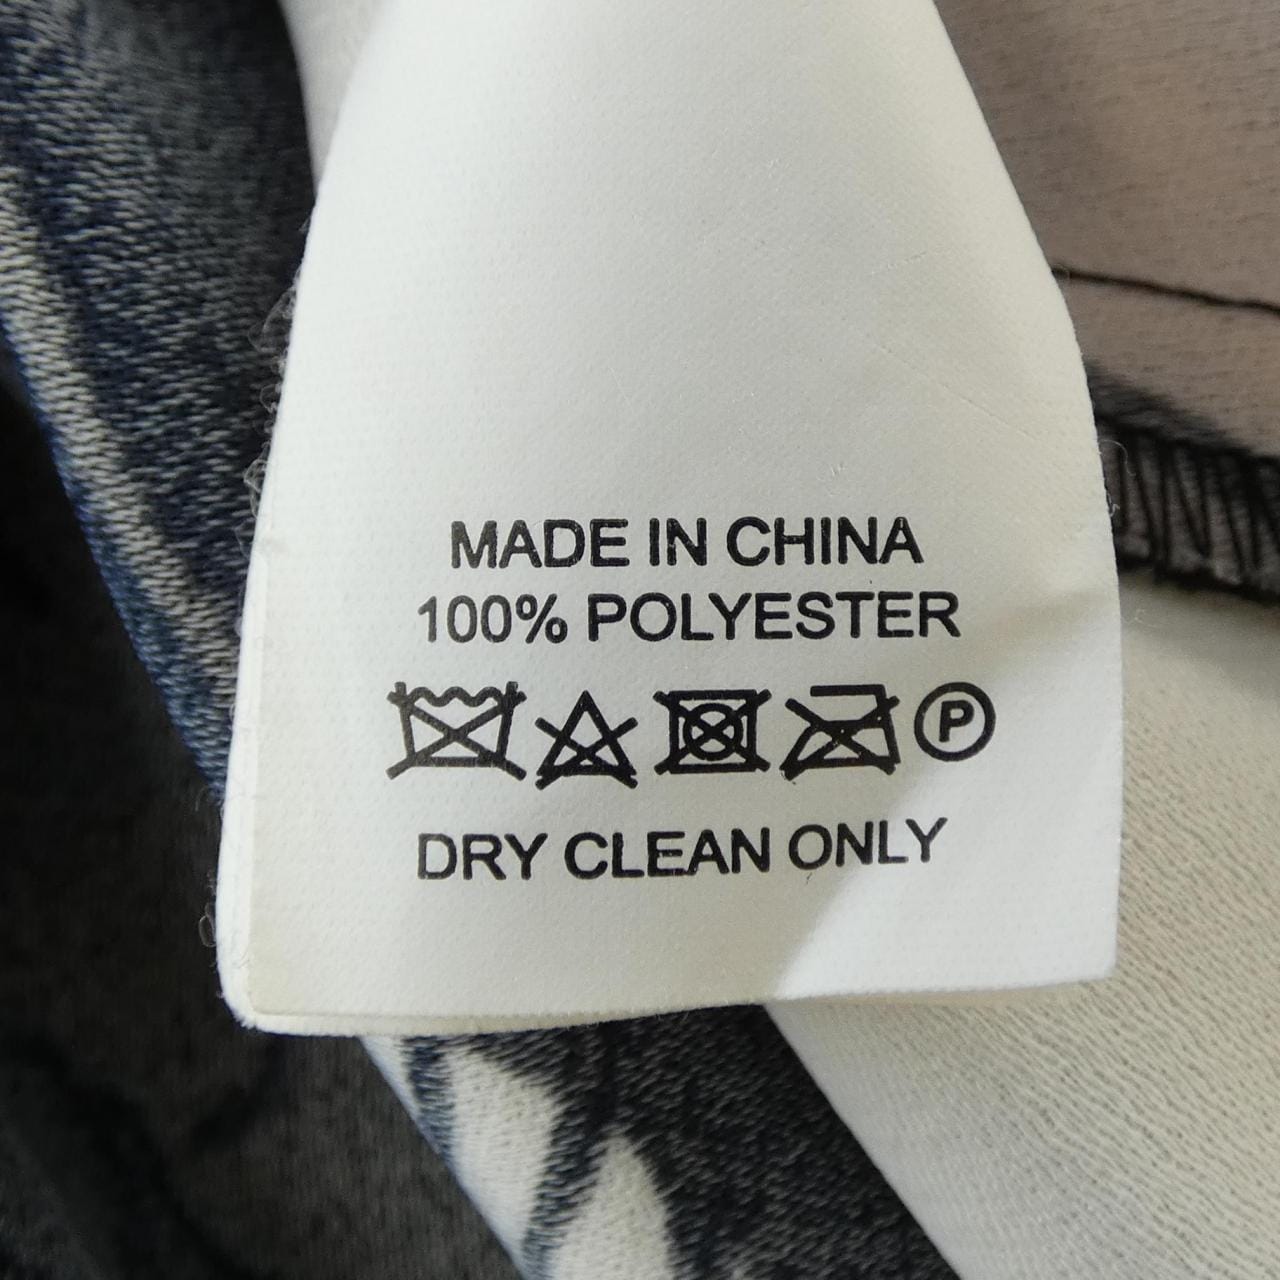 MADE IN CHINA
100% POLYESTER
P
DRY CLEAN ONLY